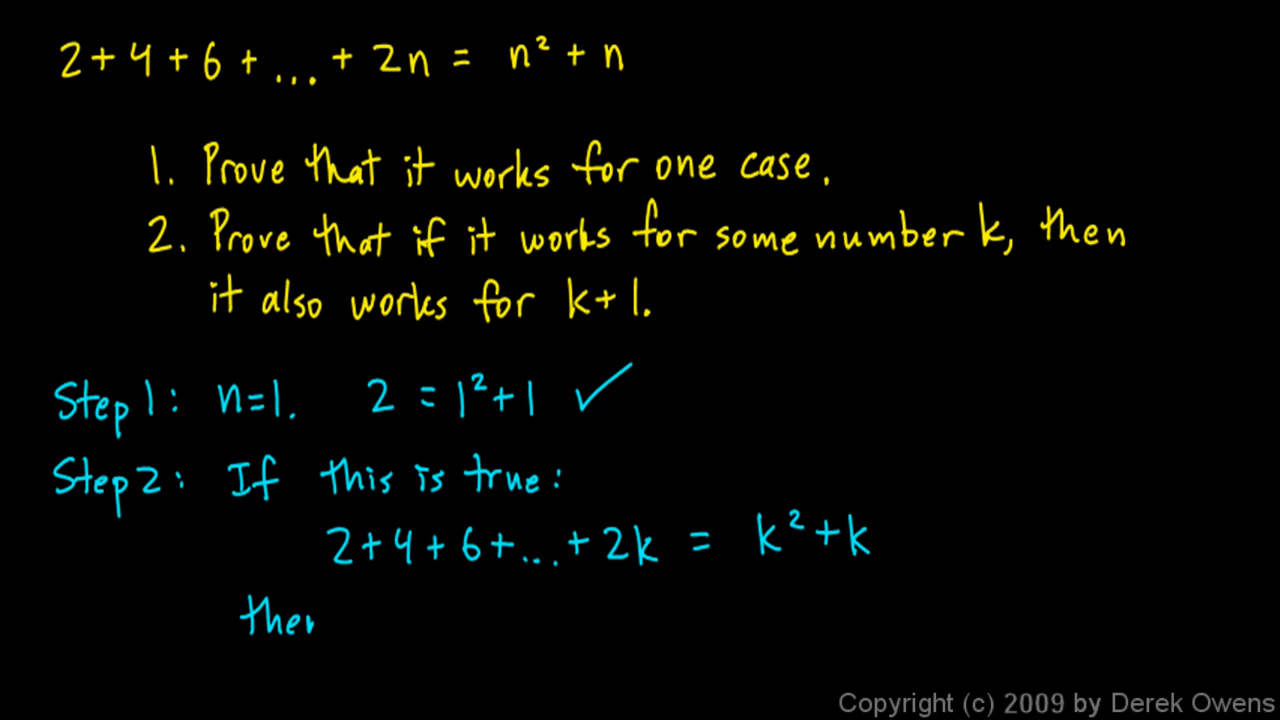 2+4+6+...+2n = n²+n
1. Prove that it works for one case.
2. Prove that if it works for some number k, then
it also works for k+1.
Step 1: n=1. 2 = 1²+1 ✓
Step 2: If this is true:
2+4+6+...+2k = k²+k
then
Copyright (c) 2009 by Derek Owens